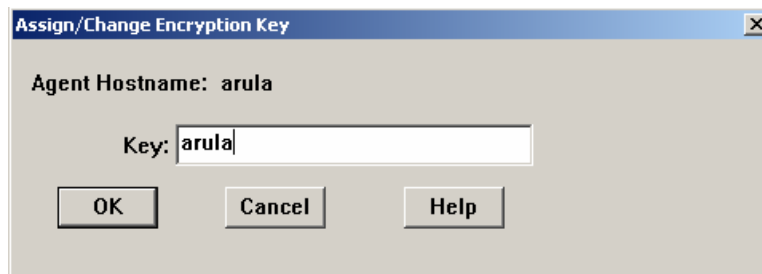 Assign/Change Encryption Key
Agent Hostname: arula
Key: arula
OK Cancel Help